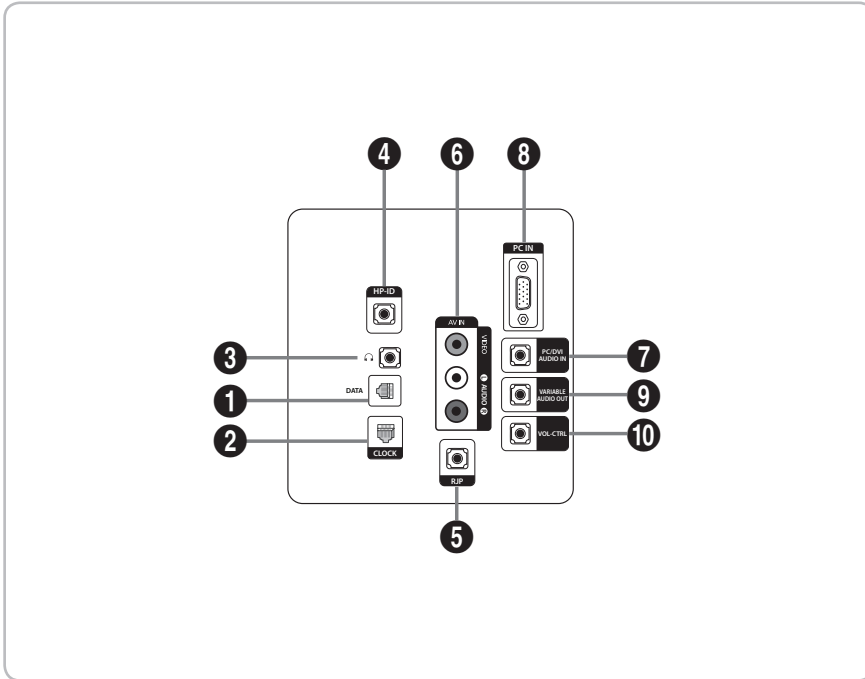 4
6
8
PC IN
HP-ID
AV IN
VIDEO
L AUDIO R
3
PC/DVI
AUDIO IN
7
DATA
1
VARIABLE
AUDIO OUT
9
2
CLOCK
VOL-CTRL
10
RJP
5